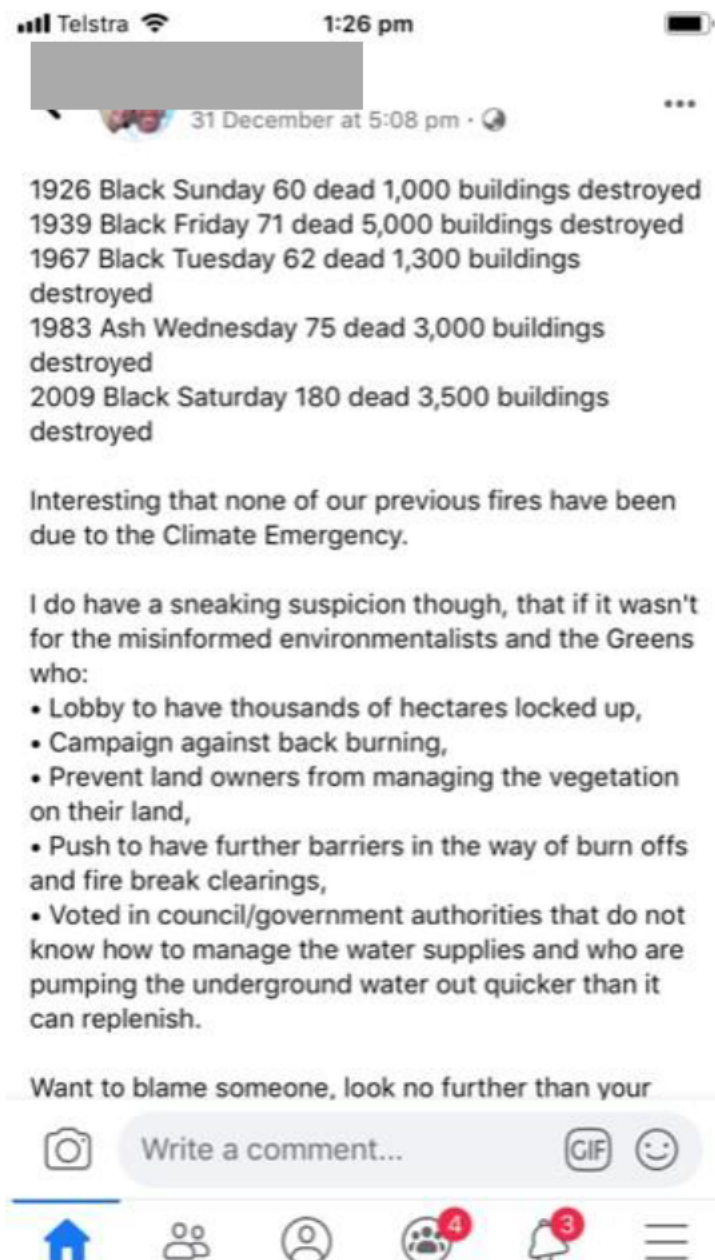 Telstra 1:26 pm
31 December at 5:08 pm ·
1926 Black Sunday 60 dead 1,000 buildings destroyed
1939 Black Friday 71 dead 5,000 buildings destroyed
1967 Black Tuesday 62 dead 1,300 buildings
destroyed
1983 Ash Wednesday 75 dead 3,000 buildings
destroyed
2009 Black Saturday 180 dead 3,500 buildings
destroyed
Interesting that none of our previous fires have been
due to the Climate Emergency.
I do have a sneaking suspicion though, that if it wasn't
for the misinformed environmentalists and the Greens
who:
• Lobby to have thousands of hectares locked up,
• Campaign against back burning,
• Prevent land owners from managing the vegetation
on their land,
• Push to have further barriers in the way of burn offs
and fire break clearings,
• Voted in council/government authorities that do not
know how to manage the water supplies and who are
pumping the underground water out quicker than it
can replenish.
Want to blame someone, look no further than your
Write a comment... GIF
4 3